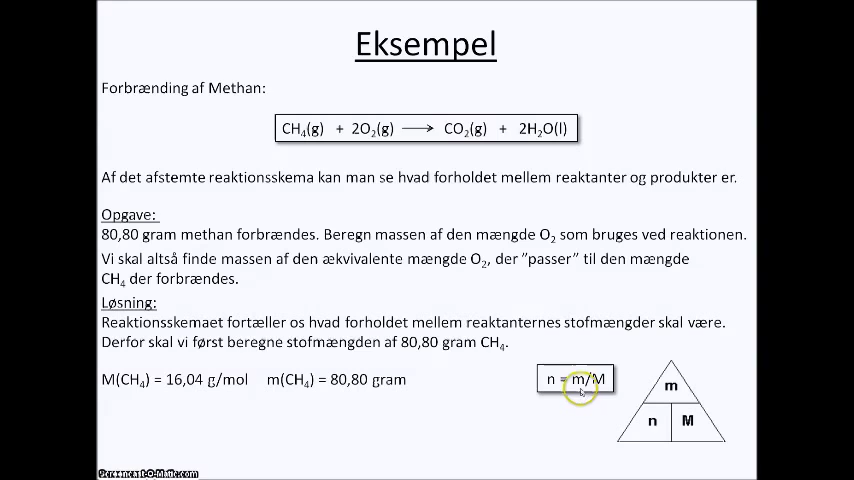 Eksempel
Forbrænding af Methan:
CH₄(g) + 2O₂(g) ⟶ CO₂(g) + 2H₂O(l)
Af det afstemte reaktionsskema kan man se hvad forholdet mellem reaktanter og produkter er.
Opgave:
80,80 gram methan forbrændes. Beregn massen af den mængde O₂ som bruges ved reaktionen.
Vi skal altså finde massen af den ækvivalente mængde O₂, der ”passer” til den mængde
CH₄ der forbrændes.
Løsning:
Reaktionsskemaet fortæller os hvad forholdet mellem reaktanternes stofmængder skal være.
Derfor skal vi først beregne stofmængden af 80,80 gram CH₄.
M(CH₄) = 16,04 g/mol m(CH₄) = 80,80 gram
n = m/M
m
n M
Screencast-O-Matic.com